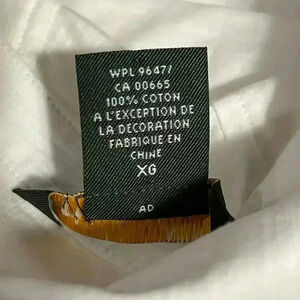 WPL 9647/
CA 00665
100% COTON
A L'EXCEPTION DE
LA DECORATION
FABRIQUE EN
CHINE
XG
AD